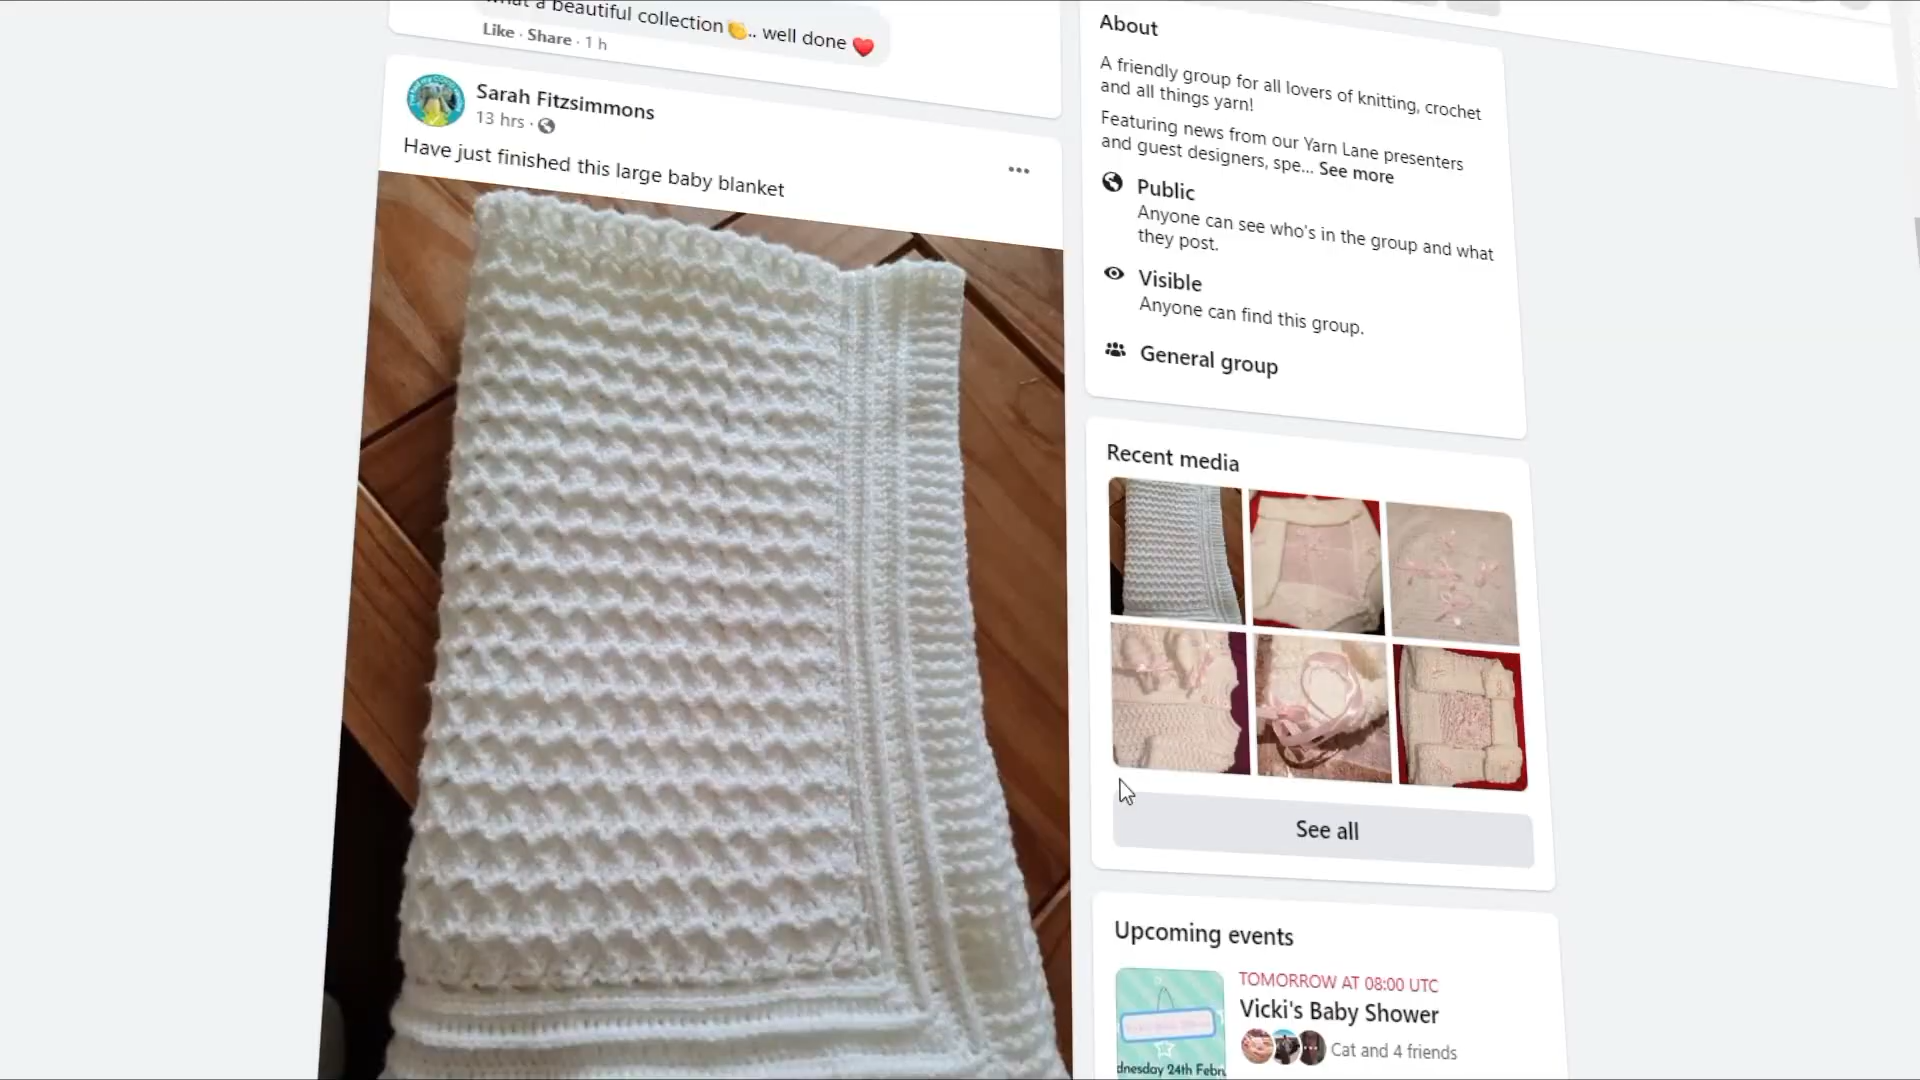 a beautiful collection👏.. well done ❤️
Like · Share · 1 h
Sarah Fitzsimmons
13 hrs ·
Have just finished this large baby blanket
About
A friendly group for all lovers of knitting, crochet
and all things yarn!
Featuring news from our Yarn Lane presenters
and guest designers, spe... See more
Public
Anyone can see who's in the group and what
they post.
Visible
Anyone can find this group.
General group
Recent media
See all
Upcoming events
TOMORROW AT 08:00 UTC
Vicki's Baby Shower
Cat and 4 friends
dnesday 24th Febr